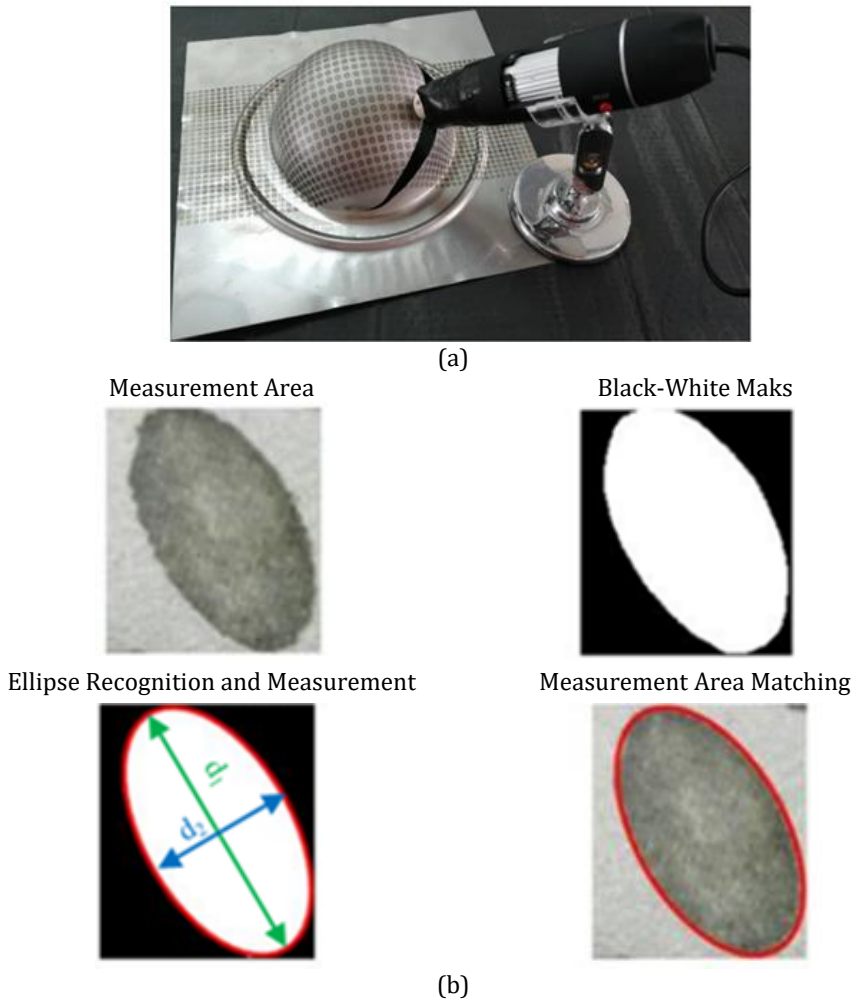 (a)
Measurement Area
Black-White Maks
Ellipse Recognition and Measurement
Measurement Area Matching
d₁
d₂
(b)